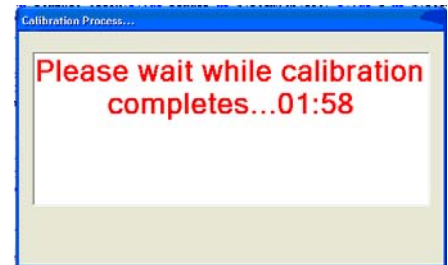 Calibration Process...
Please wait while calibration
completes...01:58